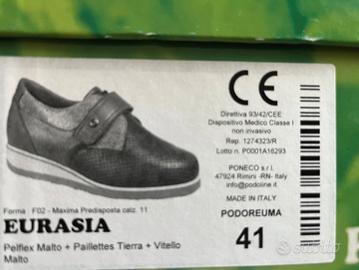 CE
Direttiva 93/42/CEE
Dispositivo Medico Classe I
non invasivo
Rep. 1274323/R
Lotto n. P0001A16293
PONECO s.r.l.
47924 Rimini -RN- Italy
info@podoline.it
MADE IN ITALY
Forma : F02 - Maxima Predisposta calz. 11
EURASIA
Pelflex Malto + Paillettes Tierra + Vitello
Malto
PODOREUMA
41
subito